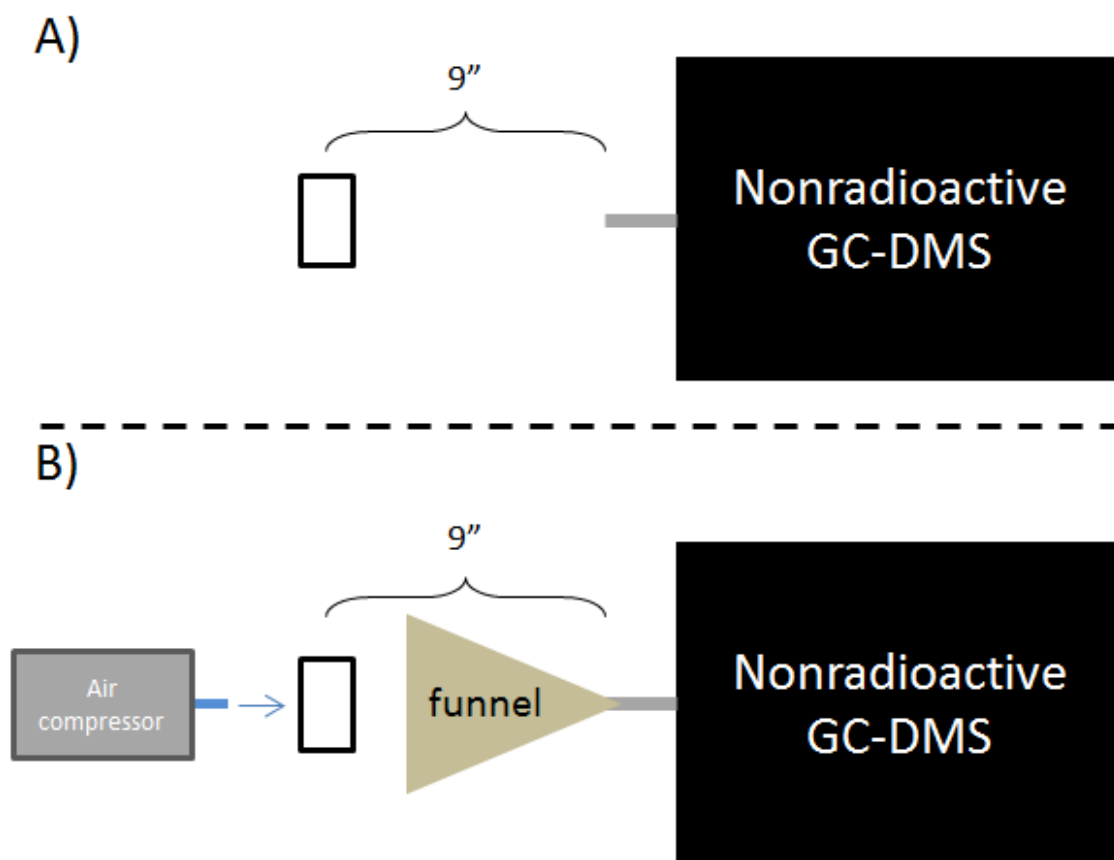 A)
9”
Nonradioactive
GC-DMS
B)
9”
Air
compressor
funnel
Nonradioactive
GC-DMS